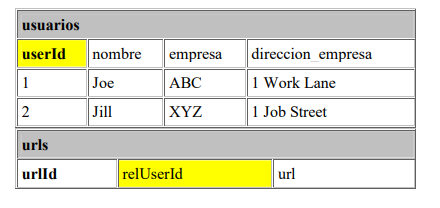 usuarios
userId nombre empresa direccion_empresa
1 Joe ABC 1 Work Lane
2 Jill XYZ 1 Job Street
urls
urlId relUserId url